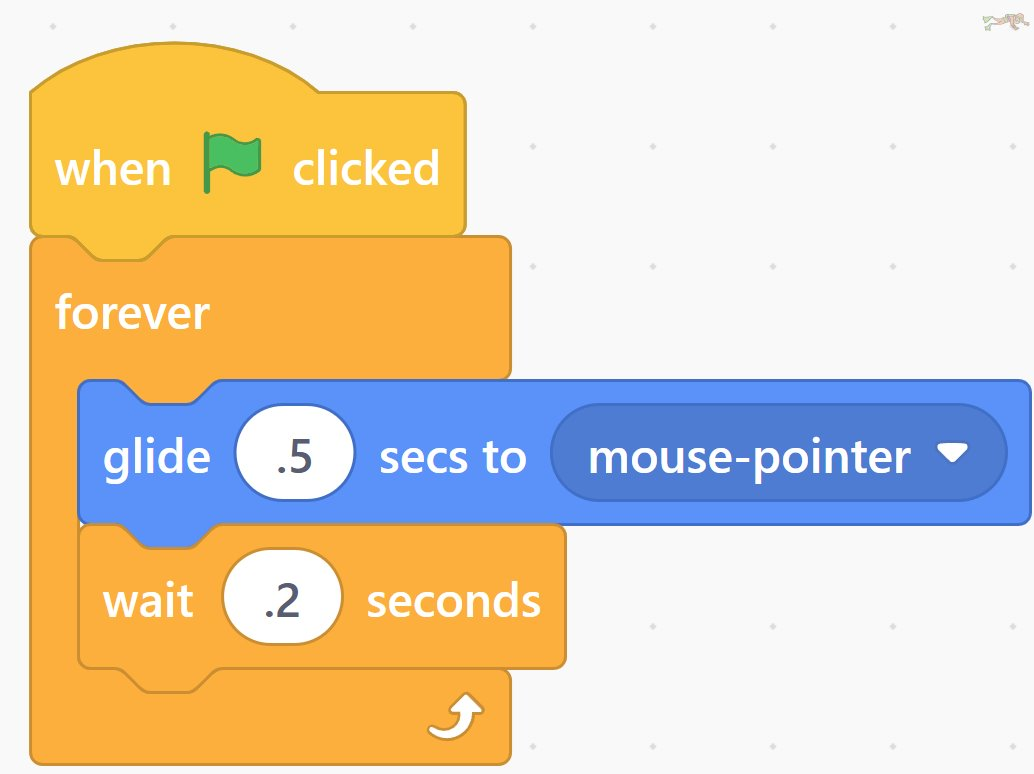 when clicked
forever
glide .5 secs to mouse-pointer
wait .2 seconds